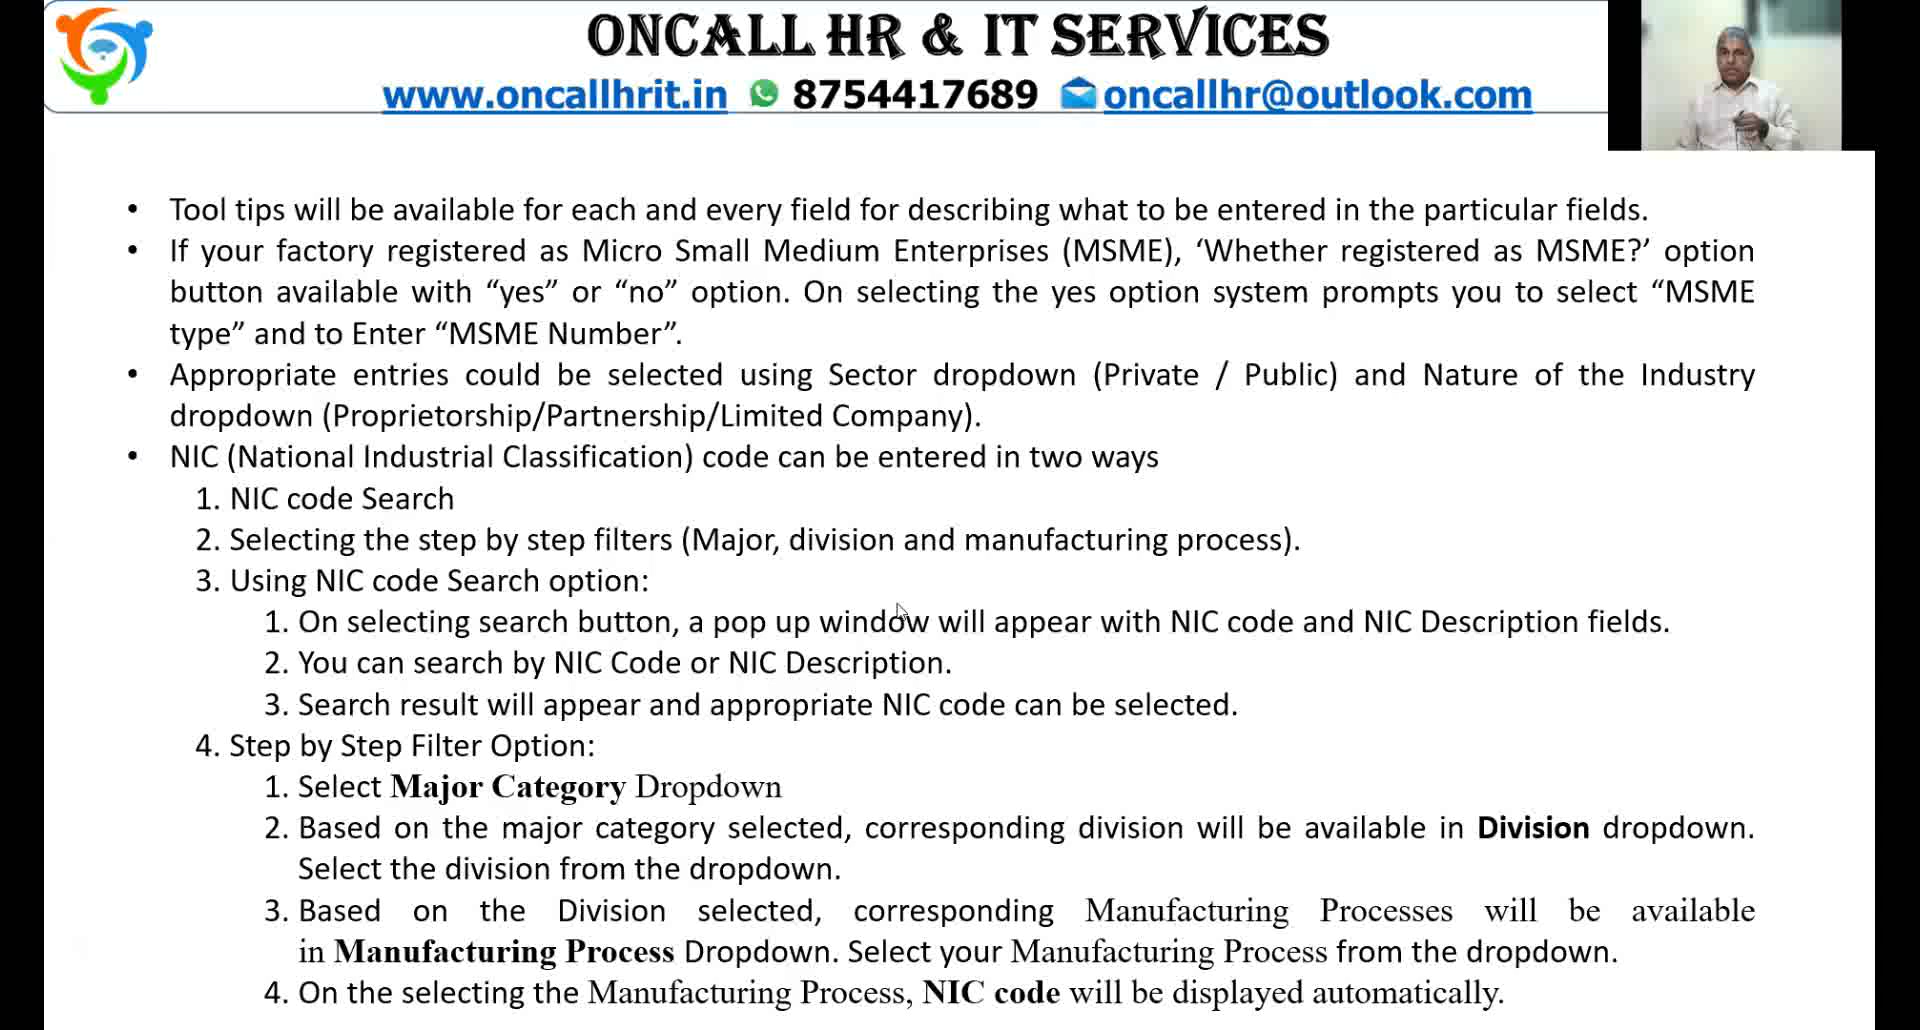 ONCALL HR & IT SERVICES
www.oncallhrit.in 8754417689 oncallhr@outlook.com
• Tool tips will be available for each and every field for describing what to be entered in the particular fields.
• If your factory registered as Micro Small Medium Enterprises (MSME), ‘Whether registered as MSME?’ option
button available with “yes” or “no” option. On selecting the yes option system prompts you to select “MSME
type” and to Enter “MSME Number”.
• Appropriate entries could be selected using Sector dropdown (Private / Public) and Nature of the Industry
dropdown (Proprietorship/Partnership/Limited Company).
• NIC (National Industrial Classification) code can be entered in two ways
1. NIC code Search
2. Selecting the step by step filters (Major, division and manufacturing process).
3. Using NIC code Search option:
1. On selecting search button, a pop up window will appear with NIC code and NIC Description fields.
2. You can search by NIC Code or NIC Description.
3. Search result will appear and appropriate NIC code can be selected.
4. Step by Step Filter Option:
1. Select Major Category Dropdown
2. Based on the major category selected, corresponding division will be available in Division dropdown.
Select the division from the dropdown.
3. Based on the Division selected, corresponding Manufacturing Processes will be available
in Manufacturing Process Dropdown. Select your Manufacturing Process from the dropdown.
4. On the selecting the Manufacturing Process, NIC code will be displayed automatically.